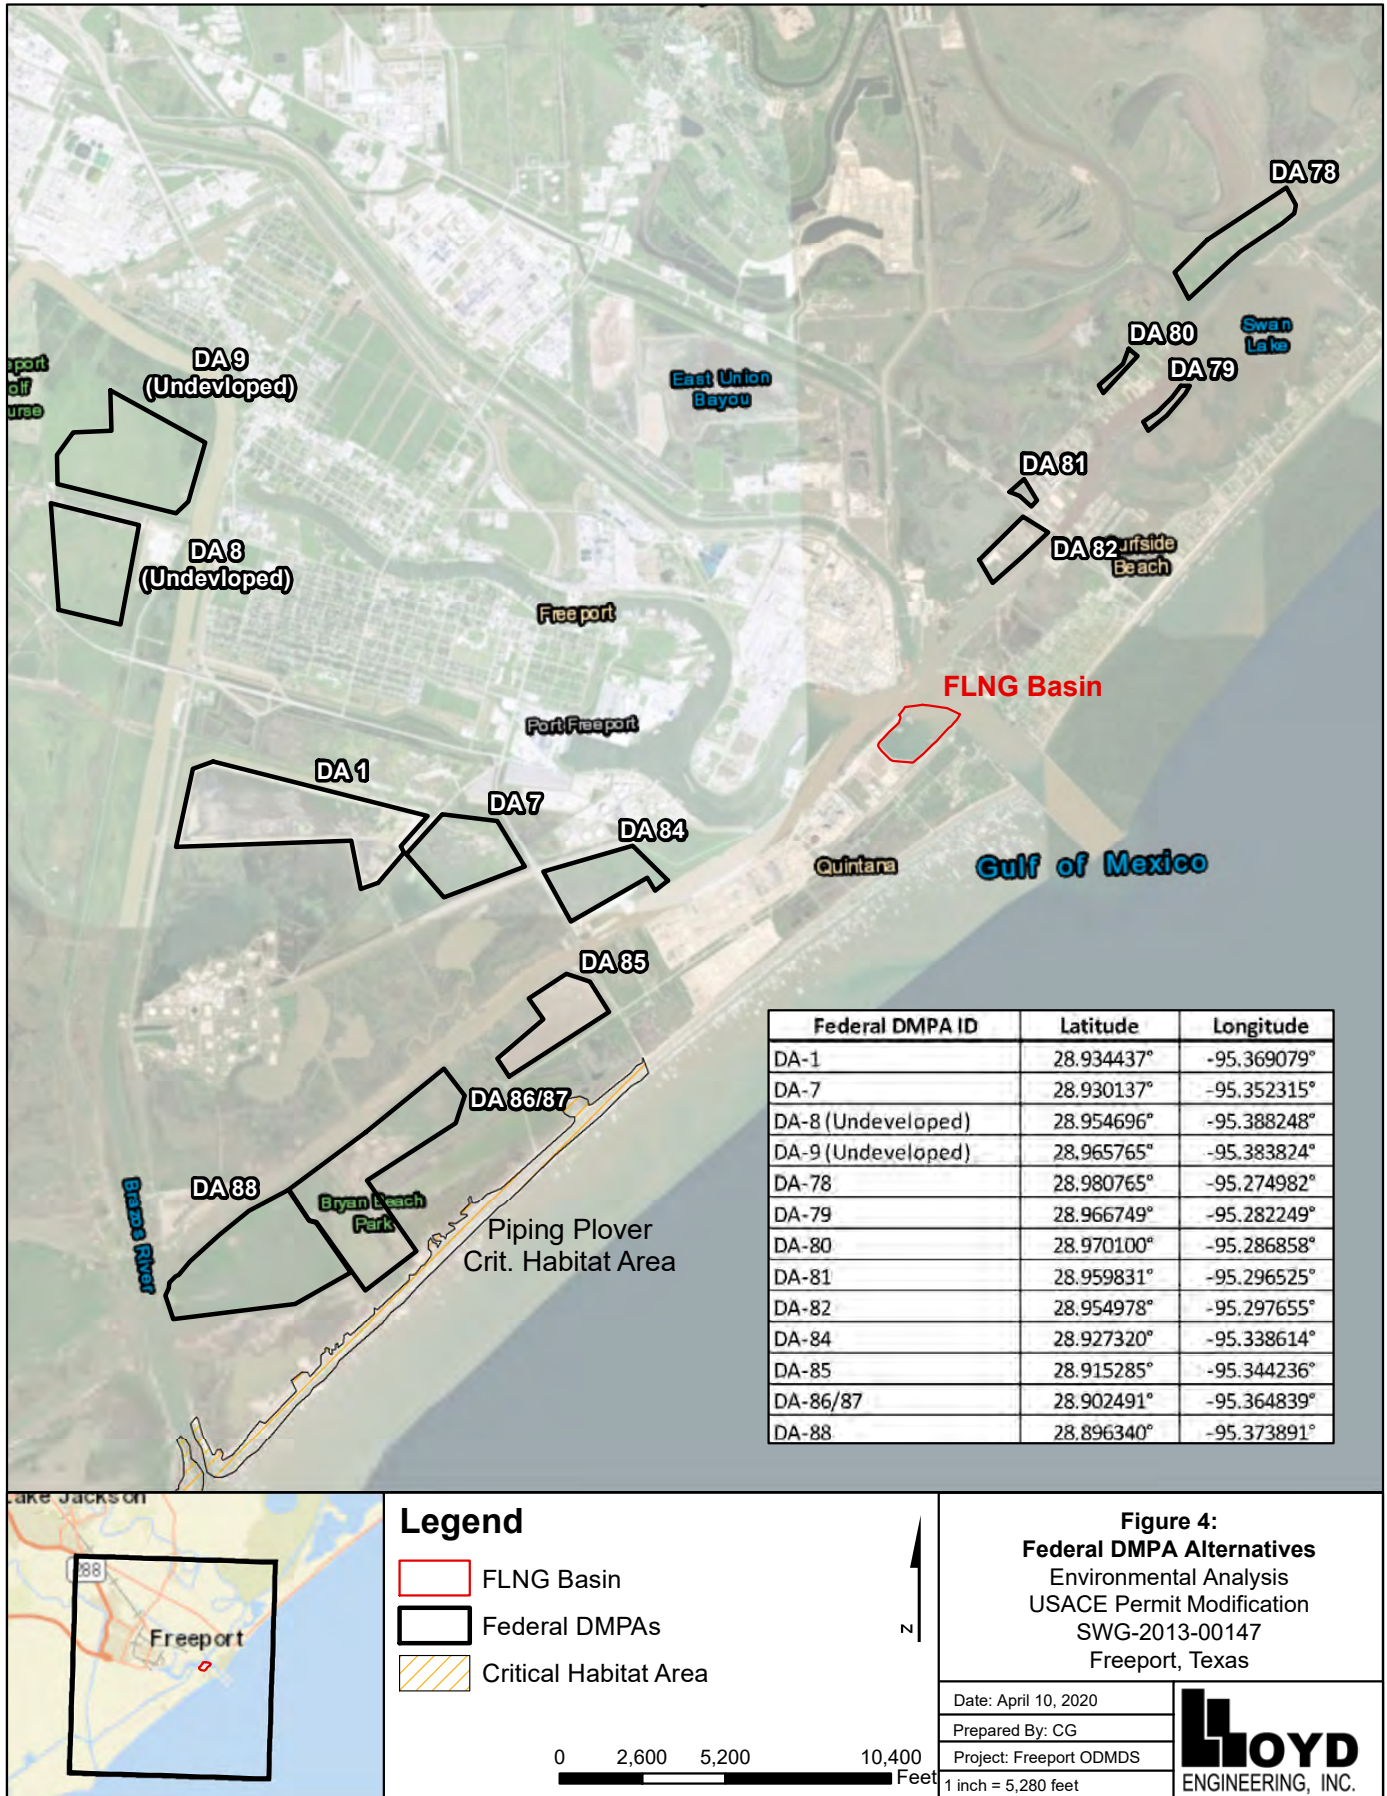 DA 78
Swan
Lake
DA 80
DA 79
DA 9
(Undevloped)
port
olf
urse
East Union
Bayou
DA 81
DA 82
urfside
Beach
DA 8
(Undevloped)
Freeport
FLNG Basin
Port Freeport
DA 1
DA 7
DA 84
Quintana
Gulf of Mexico
DA 85
DA 86/87
DA 88
Bryan Beach
Park
Brazos River
Piping Plover
Crit. Habitat Area
Federal DMPA ID Latitude Longitude
DA-1 28.934437° -95.369079°
DA-7 28.930137° -95.352315°
DA-8 (Undeveloped) 28.954696° -95.388248°
DA-9 (Undeveloped) 28.965765° -95.383824°
DA-78 28.980765° -95.274982°
DA-79 28.966749° -95.282249°
DA-80 28.970100° -95.286858°
DA-81 28.959831° -95.296525°
DA-82 28.954978° -95.297655°
DA-84 28.927320° -95.338614°
DA-85 28.915285° -95.344236°
DA-86/87 28.902491° -95.364839°
DA-88 28.896340° -95.373891°
Lake Jackson
288
Freeport
Legend
FLNG Basin
Federal DMPAs
Critical Habitat Area
N
0 2,600 5,200 10,400
Feet
Figure 4:
Federal DMPA Alternatives
Environmental Analysis
USACE Permit Modification
SWG-2013-00147
Freeport, Texas
Date: April 10, 2020
Prepared By: CG
Project: Freeport ODMDS
1 inch = 5,280 feet
LLOYD
ENGINEERING, INC.